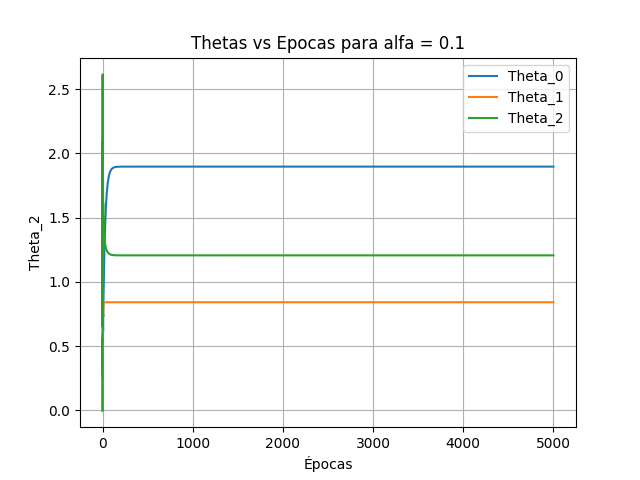 Thetas vs Epocas para alfa = 0.1
Theta_0
Theta_1
Theta_2
2.5
2.0
1.5
1.0
0.5
0.0
Theta_2
0 1000 2000 3000 4000 5000
Épocas